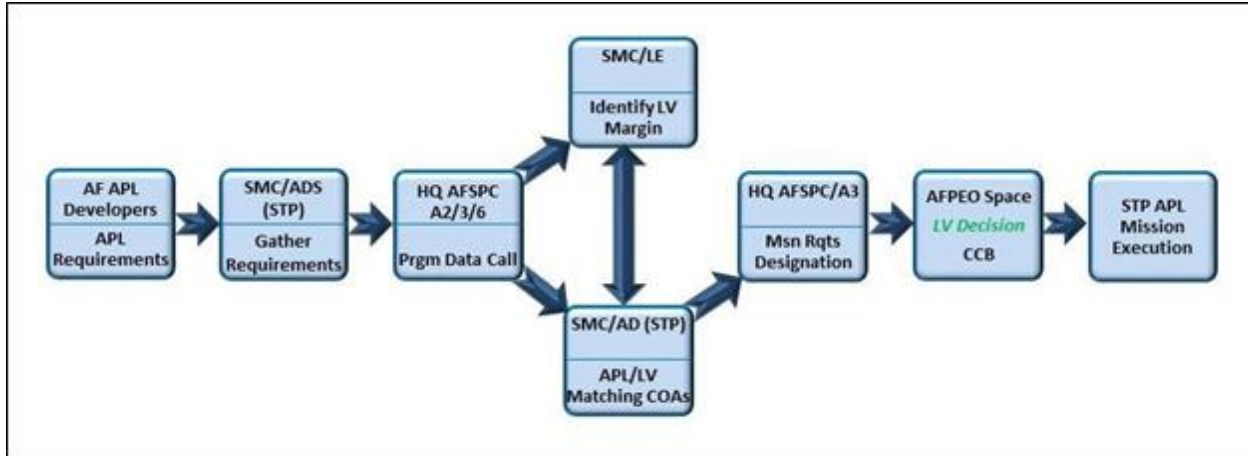 SMC/LE
Identify LV
Margin
AF APL
Developers
APL
Requirements
SMC/ADS
(STP)
Gather
Requirements
HQ AFSPC
A2/3/6
Prgm Data Call
SMC/AD (STP)
APL/LV
Matching COAs
HQ AFSPC/A3
Msn Rqts
Designation
AFPEO Space
LV Decision
CCB
STP APL
Mission
Execution